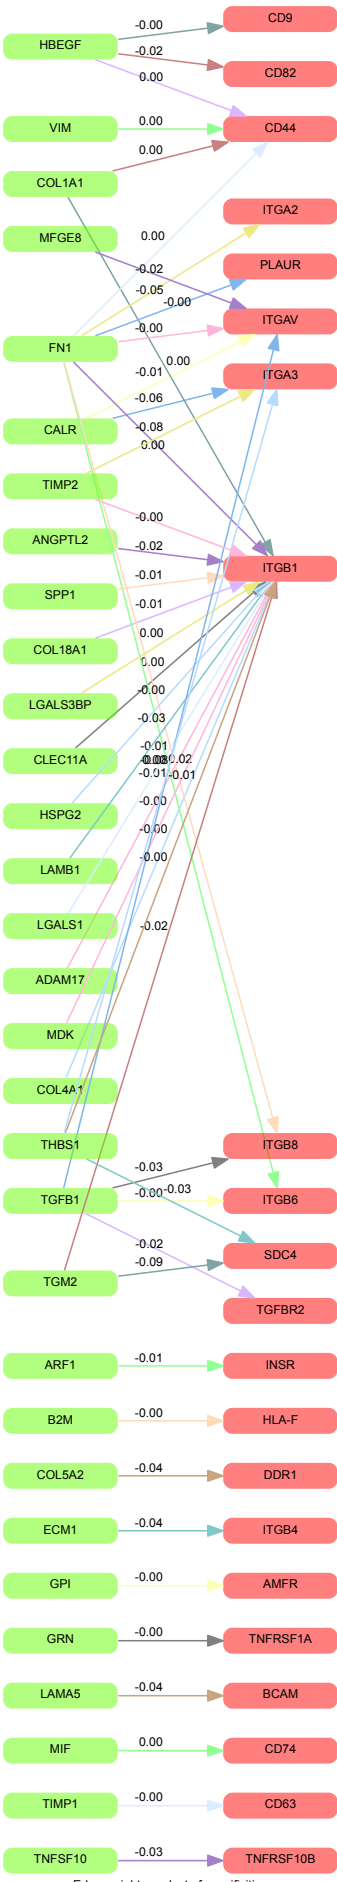 CD9
-0.00
HBEGF
-0.02
CD82
0.00
VIM
0.00
CD44
0.00
COL1A1
ITGA2
MFGE8
0.00
PLAUR
-0.02
-0.05
-0.00
ITGAV
-0.00
FN1
0.00
-0.01
ITGA3
-0.06
CALR
-0.08
0.00
TIMP2
-0.00
ANGPTL2
-0.02
ITGB1
-0.01
SPP1
-0.01
0.00
COL18A1
0.00
-0.00
LGALS3BP
-0.03
-0.01
CLEC11A
0.02
-0.01
-0.01
-0.00
HSPG2
-0.00
-0.00
LAMB1
LGALS1
-0.02
ADAM17
MDK
COL4A1
THBS1
ITGB8
-0.03
TGFB1
-0.00
-0.03
ITGB6
-0.02
SDC4
-0.09
TGM2
TGFBR2
ARF1
-0.01
INSR
B2M
-0.00
HLA-F
COL5A2
-0.04
DDR1
ECM1
-0.04
ITGB4
GPI
-0.00
AMFR
GRN
-0.00
TNFRSF1A
LAMA5
-0.04
BCAM
MIF
0.00
CD74
TIMP1
-0.00
CD63
TNFSF10
-0.03
TNFRSF10B